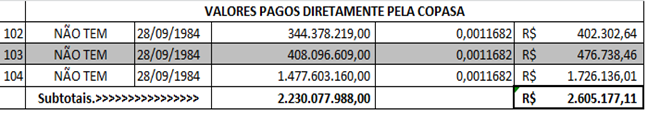 VALORES PAGOS DIRETAMENTE PELA COPASA
102 NÃO TEM 28/09/1984 344.378.219,00 0,0011682 R$ 402.302,64
103 NÃO TEM 28/09/1984 408.096.609,00 0,0011682 R$ 476.738,46
104 NÃO TEM 28/09/1984 1.477.603.160,00 0,0011682 R$ 1.726.136,01
Subtotais.>>>>>>>>>>>>>>>> 2.230.077.988,00 R$ 2.605.177,11